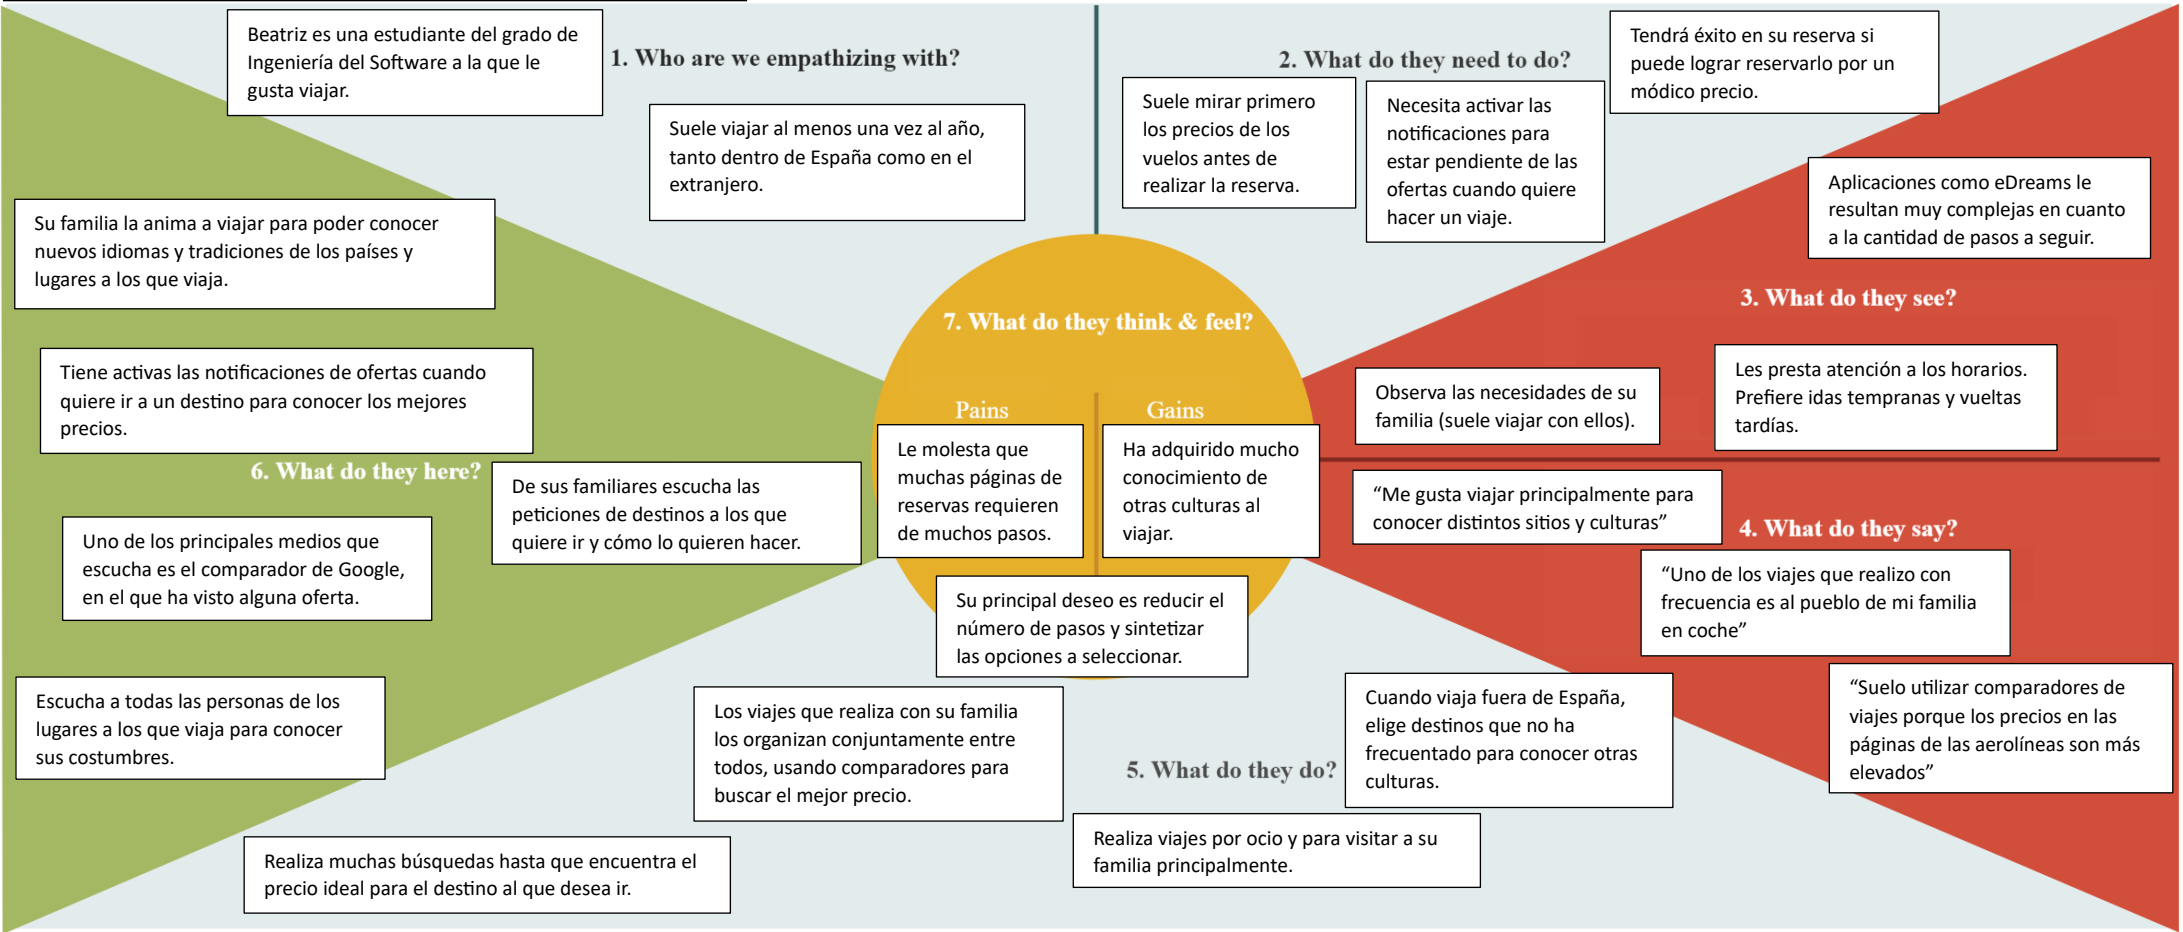 Beatriz es una estudiante del grado de
Ingeniería del Software a la que le
gusta viajar.
1. Who are we empathizing with?
Suele viajar al menos una vez al año,
tanto dentro de España como en el
extranjero.
2. What do they need to do?
Suele mirar primero
los precios de los
vuelos antes de
realizar la reserva.
Necesita activar las
notificaciones para
estar pendiente de las
ofertas cuando quiere
hacer un viaje.
Tendrá éxito en su reserva si
puede lograr reservarlo por un
módico precio.
Aplicaciones como eDreams le
resultan muy complejas en cuanto
a la cantidad de pasos a seguir.
3. What do they see?
Observa las necesidades de su
familia (suele viajar con ellos).
Les presta atención a los horarios.
Prefiere idas tempranas y vueltas
tardías.
“Me gusta viajar principalmente para
conocer distintos sitios y culturas”
4. What do they say?
“Uno de los viajes que realizo con
frecuencia es al pueblo de mi familia
en coche”
“Suelo utilizar comparadores de
viajes porque los precios en las
páginas de las aerolíneas son más
elevados”
5. What do they do?
Cuando viaja fuera de España,
elige destinos que no ha
frecuentado para conocer otras
culturas.
Los viajes que realiza con su familia
los organizan conjuntamente entre
todos, usando comparadores para
buscar el mejor precio.
Realiza viajes por ocio y para visitar a su
familia principalmente.
Realiza muchas búsquedas hasta que encuentra el
precio ideal para el destino al que desea ir.
Su familia la anima a viajar para poder conocer
nuevos idiomas y tradiciones de los países y
lugares a los que viaja.
Tiene activas las notificaciones de ofertas cuando
quiere ir a un destino para conocer los mejores
precios.
6. What do they here?
De sus familiares escucha las
peticiones de destinos a los que
quiere ir y cómo lo quieren hacer.
Uno de los principales medios que
escucha es el comparador de Google,
en el que ha visto alguna oferta.
Escucha a todas las personas de los
lugares a los que viaja para conocer
sus costumbres.
7. What do they think & feel?
Pains
Le molesta que
muchas páginas de
reservas requieren
de muchos pasos.
Gains
Ha adquirido mucho
conocimiento de
otras culturas al
viajar.
Su principal deseo es reducir el
número de pasos y sintetizar
las opciones a seleccionar.